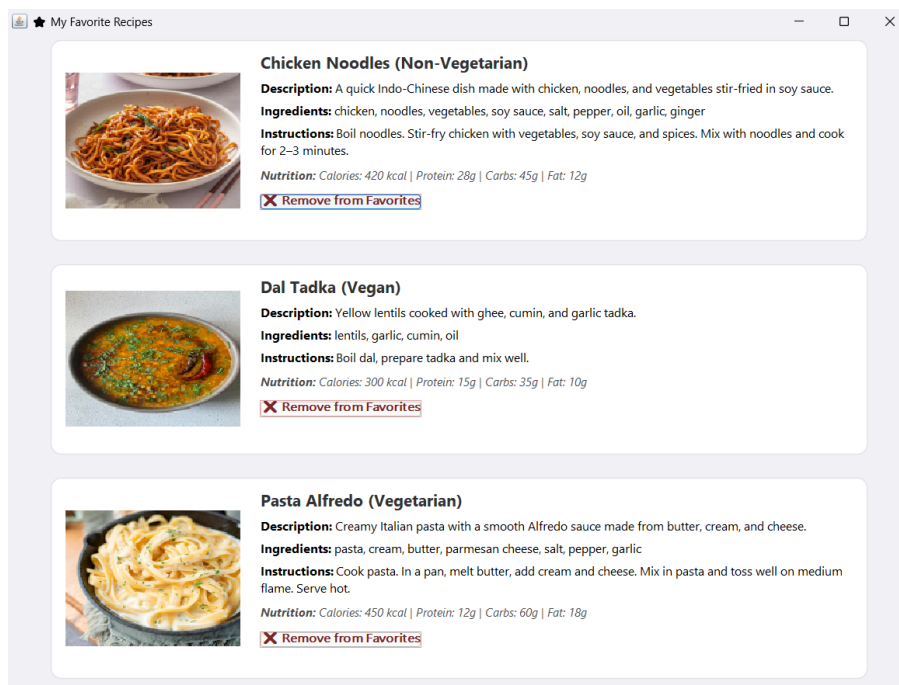 My Favorite Recipes
Chicken Noodles (Non-Vegetarian)
Description: A quick Indo-Chinese dish made with chicken, noodles, and vegetables stir-fried in soy sauce.
Ingredients: chicken, noodles, vegetables, soy sauce, salt, pepper, oil, garlic, ginger
Instructions: Boil noodles. Stir-fry chicken with vegetables, soy sauce, and spices. Mix with noodles and cook
for 2–3 minutes.
Nutrition: Calories: 420 kcal | Protein: 28g | Carbs: 45g | Fat: 12g
❌ Remove from Favorites
Dal Tadka (Vegan)
Description: Yellow lentils cooked with ghee, cumin, and garlic tadka.
Ingredients: lentils, garlic, cumin, oil
Instructions: Boil dal, prepare tadka and mix well.
Nutrition: Calories: 300 kcal | Protein: 15g | Carbs: 35g | Fat: 10g
❌ Remove from Favorites
Pasta Alfredo (Vegetarian)
Description: Creamy Italian pasta with a smooth Alfredo sauce made from butter, cream, and cheese.
Ingredients: pasta, cream, butter, parmesan cheese, salt, pepper, garlic
Instructions: Cook pasta. In a pan, melt butter, add cream and cheese. Mix in pasta and toss well on medium
flame. Serve hot.
Nutrition: Calories: 450 kcal | Protein: 12g | Carbs: 60g | Fat: 18g
❌ Remove from Favorites